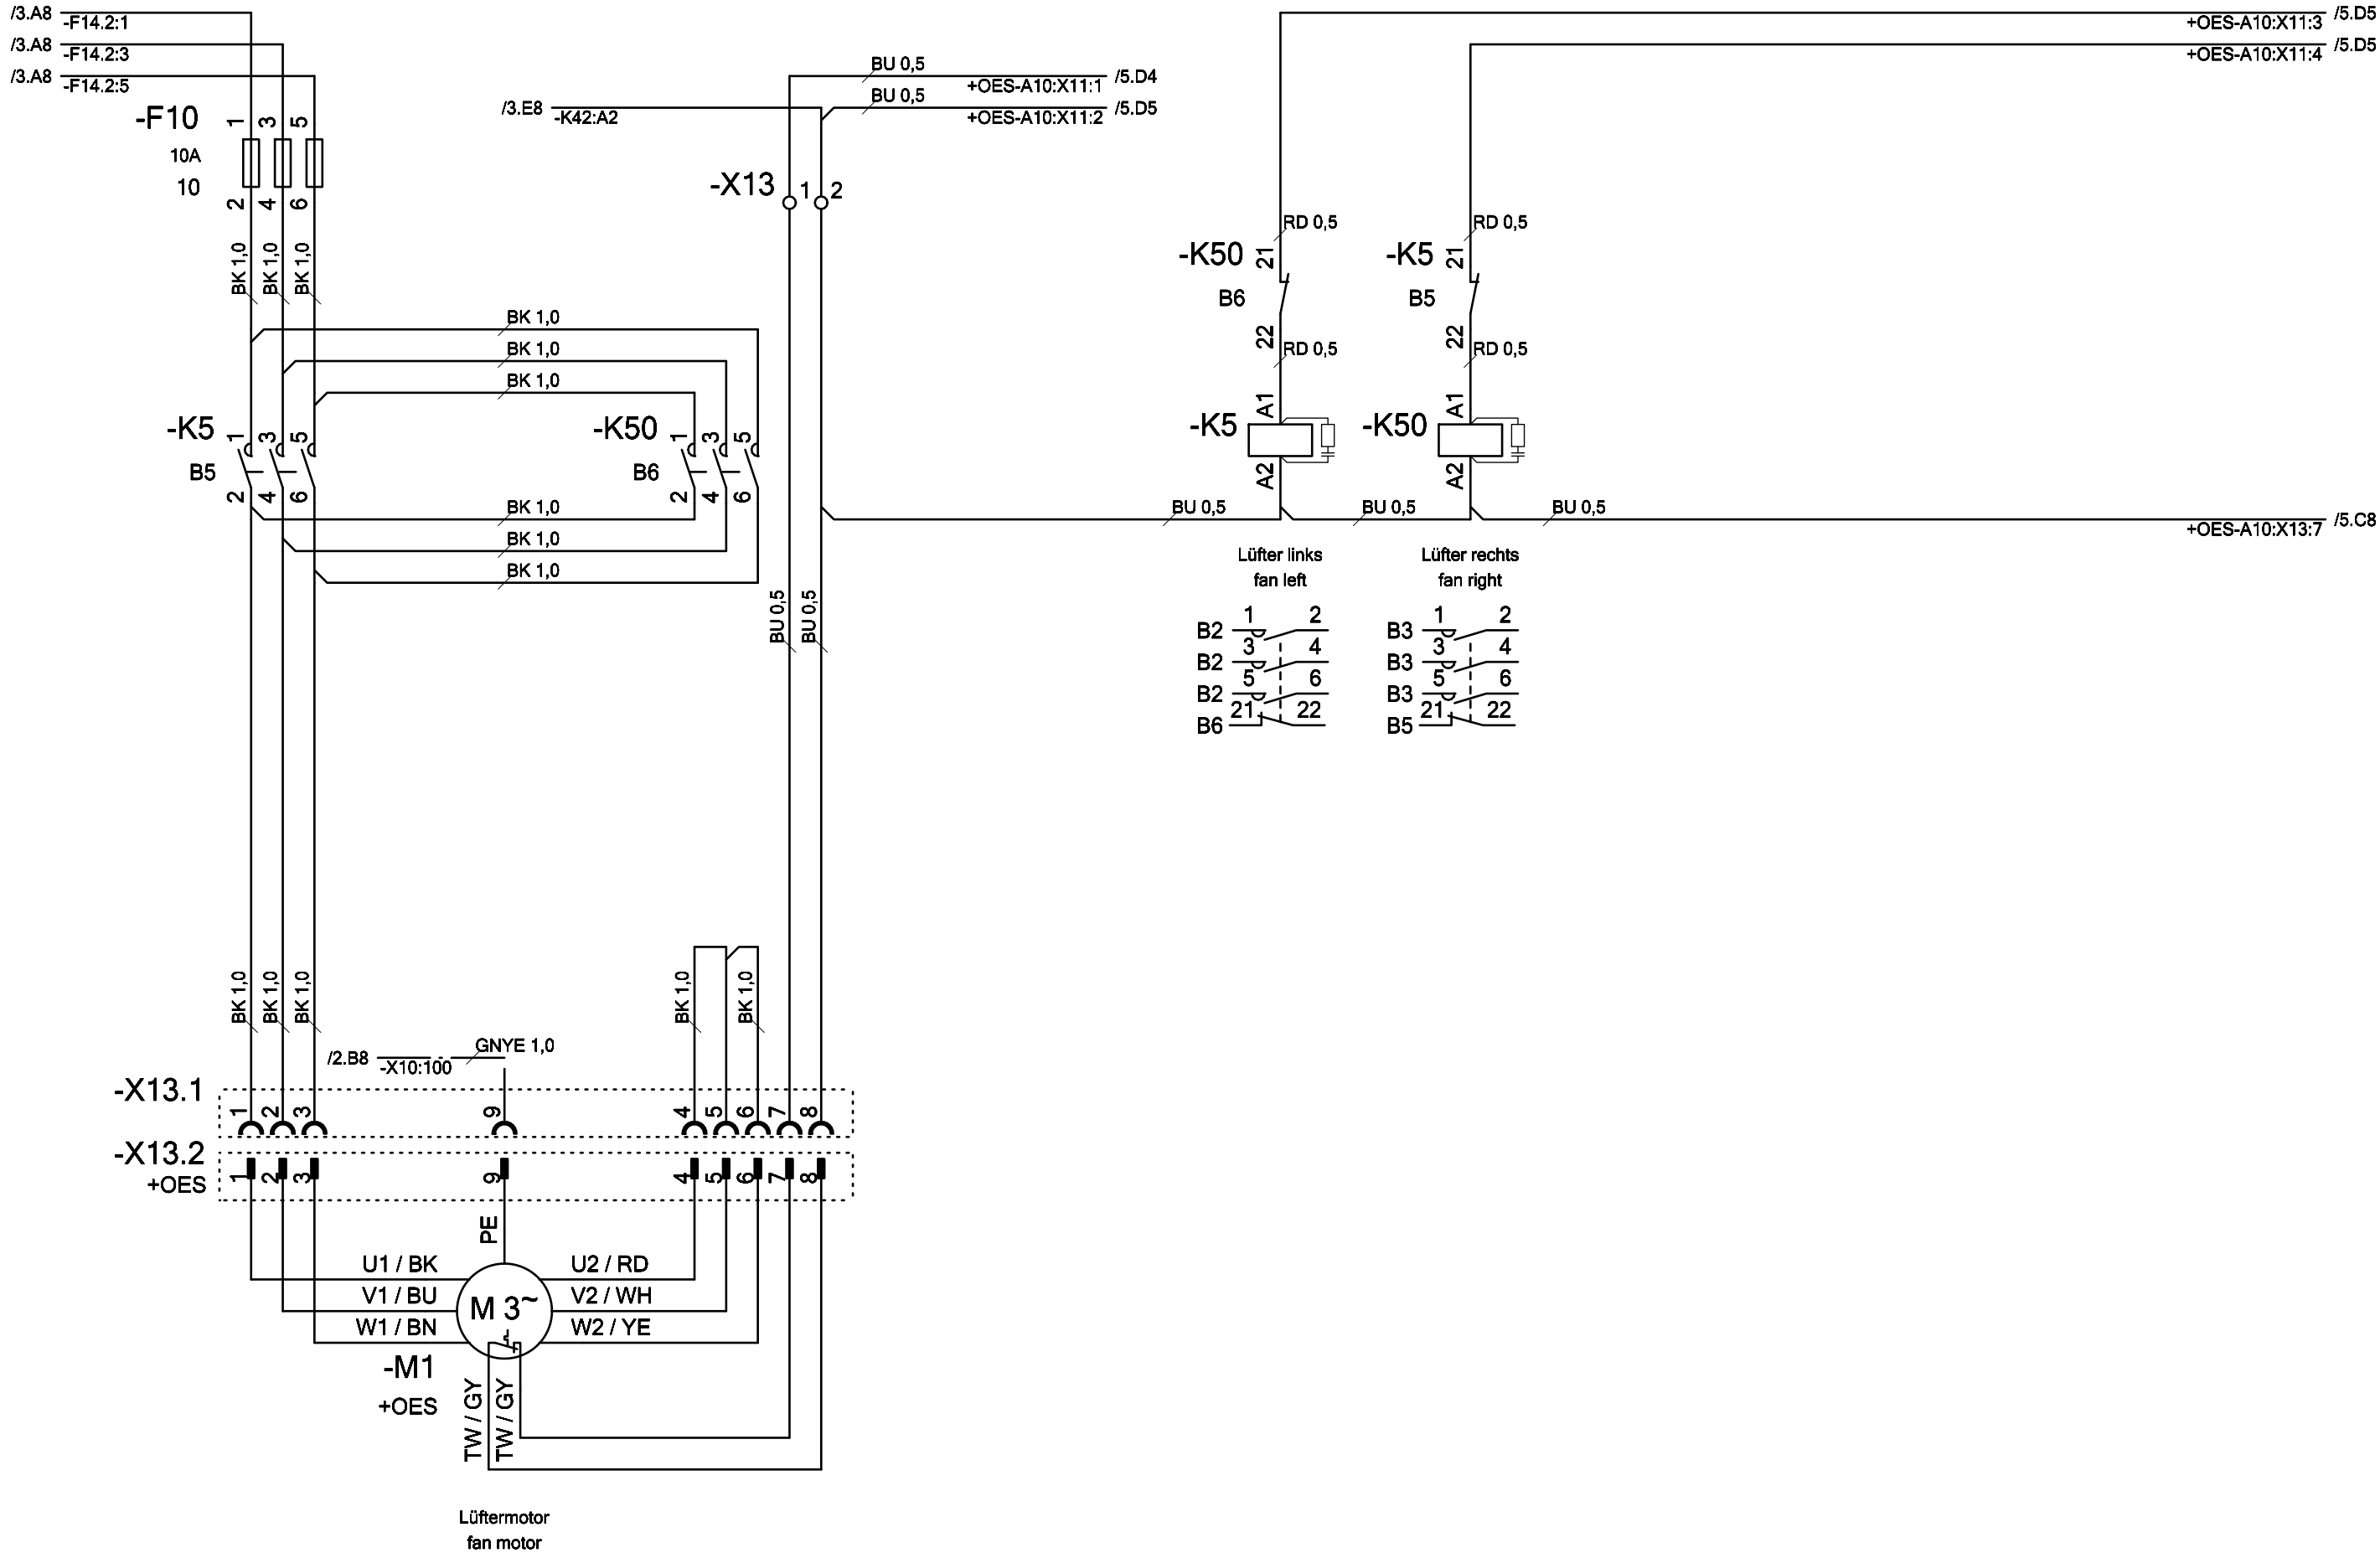 /3.A8
-F14.2:1
/3.A8
-F14.2:3
/3.A8
-F14.2:5
/5.D5
+OES-A10:X11:3
/5.D5
+OES-A10:X11:4
BU 0,5
/5.D4
+OES-A10:X11:1
/3.E8
-K42:A2
BU 0,5
/5.D5
+OES-A10:X11:2
-F10
1 3 5
10A
10
2 4 6
-X13
1 2
BK 1,0
BK 1,0
BK 1,0
RD 0,5
RD 0,5
-K50
21
B6
22
-K5
21
B5
22
RD 0,5
RD 0,5
BK 1,0
BK 1,0
BK 1,0
-K5
1 3 5
B5
2 4 6
-K50
1 3 5
B6
2 4 6
A1
-K5
A2
A1
-K50
A2
BK 1,0
BK 1,0
BK 1,0
BU 0,5
BU 0,5
BU 0,5
/5.C8
+OES-A10:X13:7
Lüfter links
fan left
Lüfter rechts
fan right
BU 0,5
BU 0,5
B2 1 2
B2 3 4
B2 5 6
B6 21 22
B3 1 2
B3 3 4
B3 5 6
B5 21 22
BK 1,0
BK 1,0
BK 1,0
BK 1,0
BK 1,0
/2.B8
-X10:100
GNYE 1,0
-X13.1
1 2 3 9 4 5 6 7 8
-X13.2
+OES
1 2 3 9 4 5 6 7 8
PE
U1 / BK
U2 / RD
V1 / BU
M 3~
V2 / WH
W1 / BN
W2 / YE
-M1
+OES
TW / GY
TW / GY
Lüftermotor
fan motor